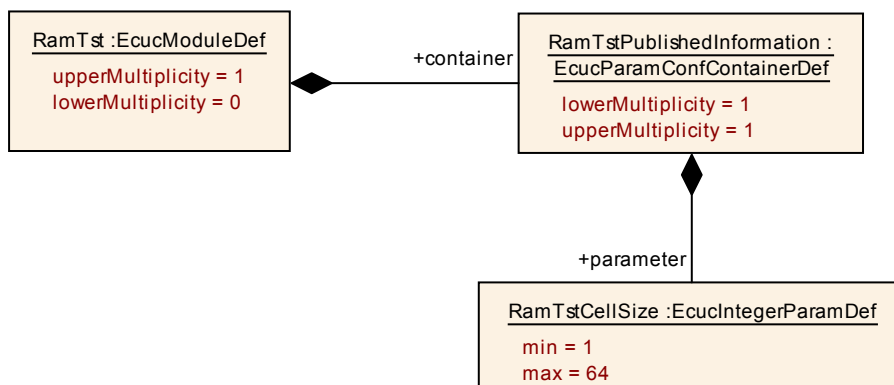 RamTst :EcucModuleDef
upperMultiplicity = 1
lowerMultiplicity = 0
+container
RamTstPublishedInformation :
EcucParamConfContainerDef
lowerMultiplicity = 1
upperMultiplicity = 1
+parameter
RamTstCellSize :EcucIntegerParamDef
min = 1
max = 64